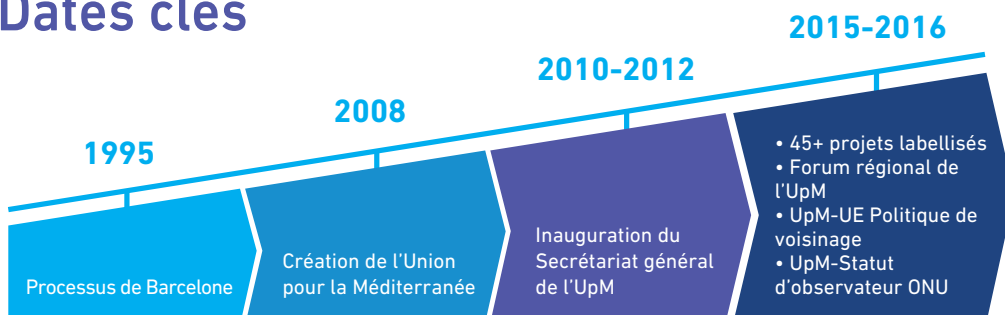 Dates clés
1995
Processus de Barcelone
2008
Création de l'Union
pour la Méditerranée
2010-2012
Inauguration du
Secrétariat général
de l'UpM
2015-2016
• 45+ projets labellisés
• Forum régional de
l'UpM
• UpM-UE Politique de
voisinage
• UpM-Statut
d'observateur ONU